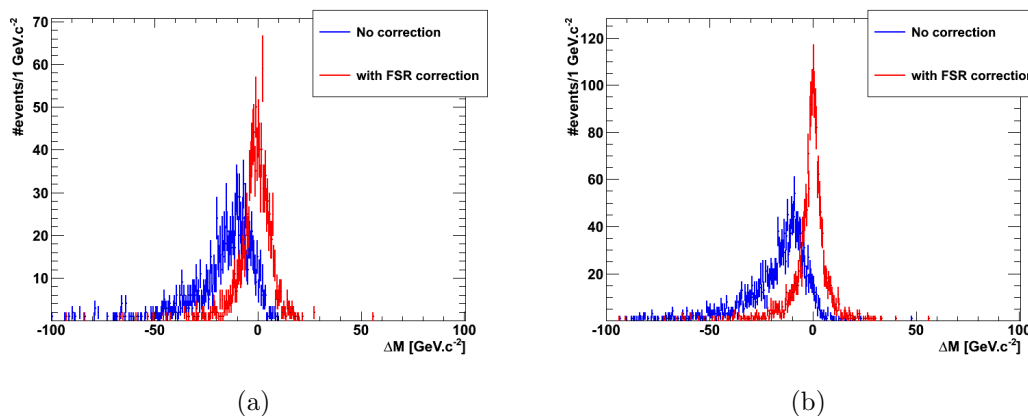 #events/1 GeV.c-2
70
60
50
40
30
20
10
-100
-50
0
50
100
ΔM [GeV.c-2]
No correction
with FSR correction
(a)
#events/1 GeV.c-2
120
100
80
60
40
20
-100
-50
0
50
100
ΔM [GeV.c-2]
No correction
with FSR correction
(b)